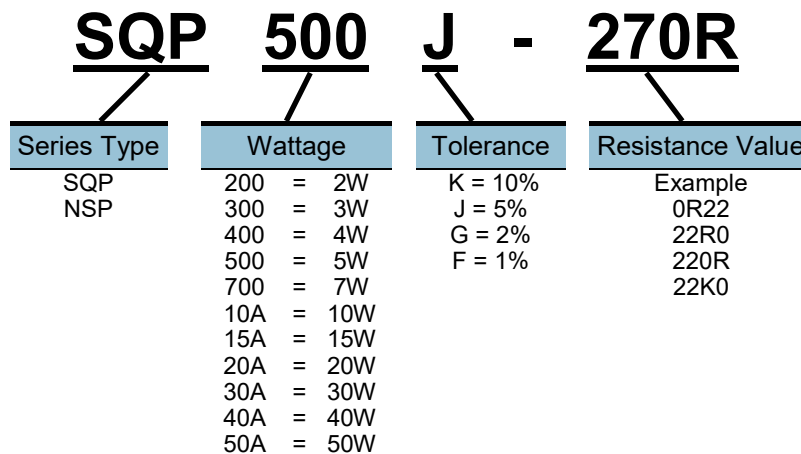 SQP 500 J - 270R
Series Type Wattage Tolerance Resistance Value
SQP 200 = 2W K = 10% Example
NSP 300 = 3W J = 5% 0R22
400 = 4W G = 2% 22R0
500 = 5W F = 1% 220R
700 = 7W 22K0
10A = 10W
15A = 15W
20A = 20W
30A = 30W
40A = 40W
50A = 50W